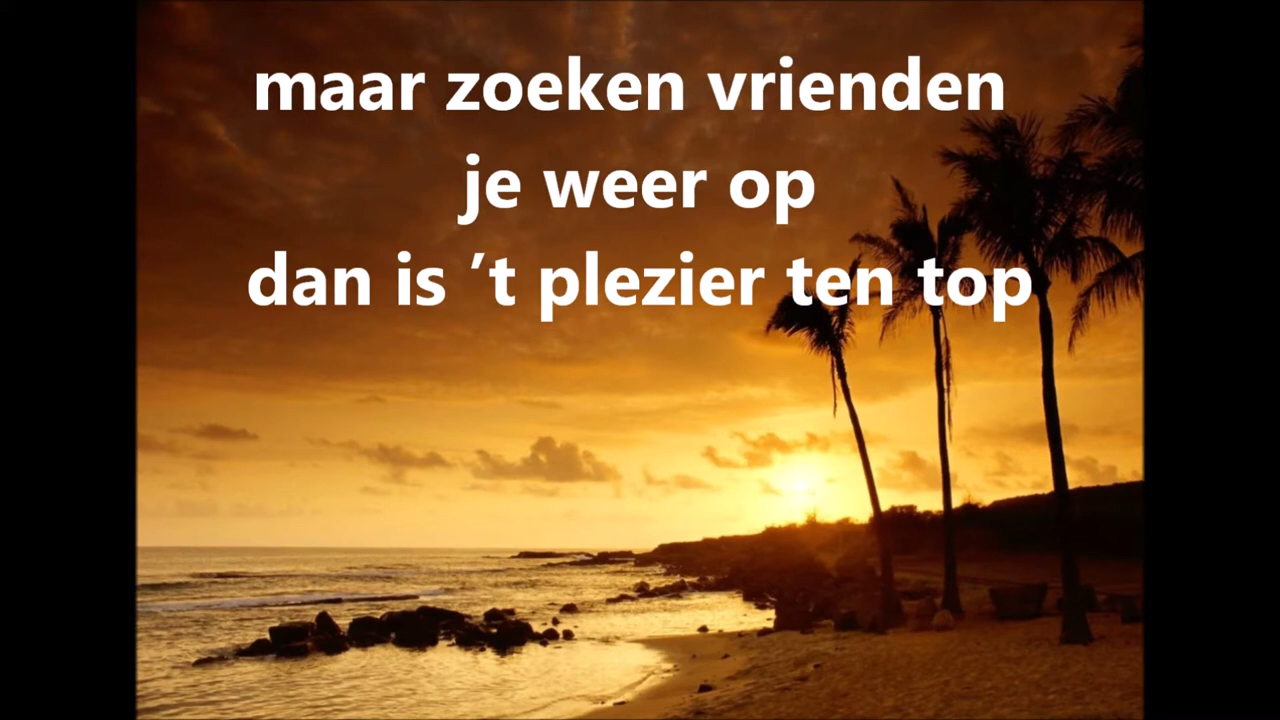 maar zoeken vrienden
je weer op
dan is ’t plezier ten top